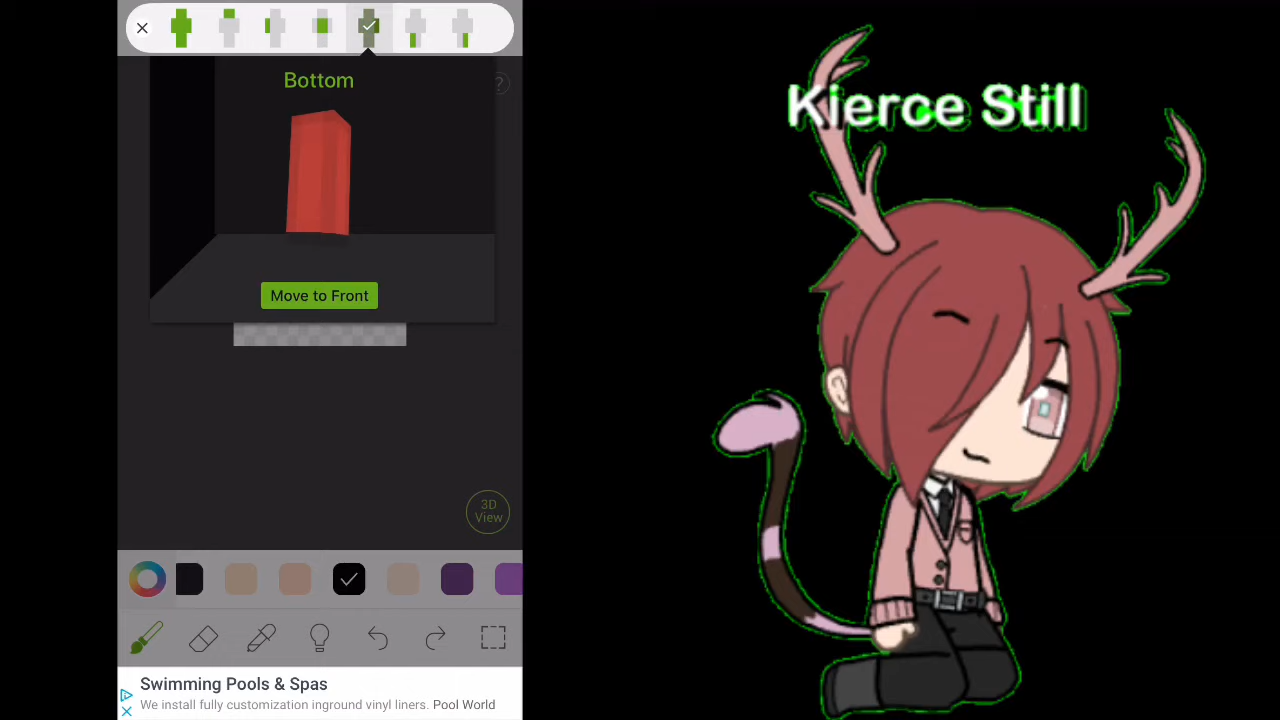 Bottom
?
Move to Front
3D
View
Swimming Pools & Spas
We install fully customization inground vinyl liners. Pool World
Kierce Still